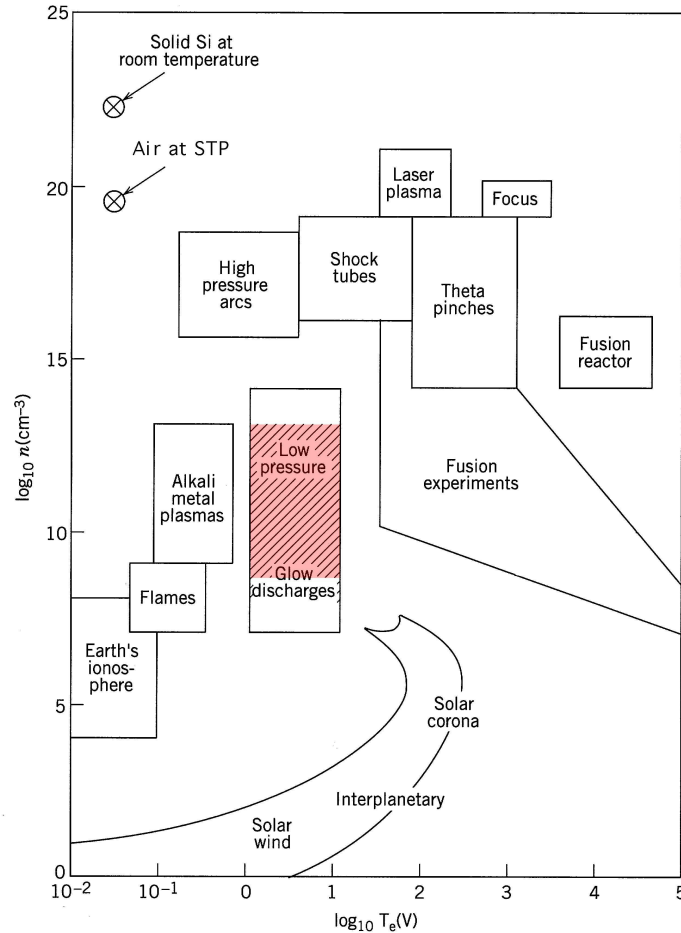 25
Solid Si at
room temperature
Air at STP
20
Laser
plasma
Focus
High
pressure
arcs
Shock
tubes
Theta
pinches
Fusion
reactor
15
log₁₀ n(cm⁻³)
Low
pressure
Alkali
metal
plasmas
Fusion
experiments
10
Glow
discharges
Flames
Earth's
ionos-
phere
5
Solar
corona
Interplanetary
Solar
wind
0
10⁻² 10⁻¹ 0 1 2 3 4 5
log₁₀ Tₑ(V)